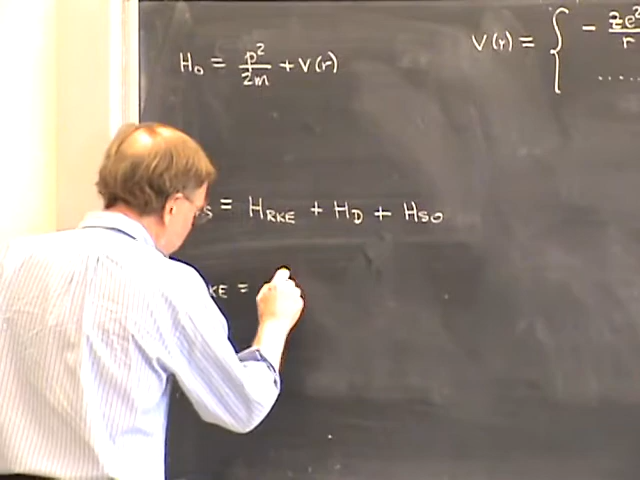 H₀ = p²/2m + V(r)
V(r) = { - Ze²/r
.....
s = H_RKE + H_D + H_SO
KE =